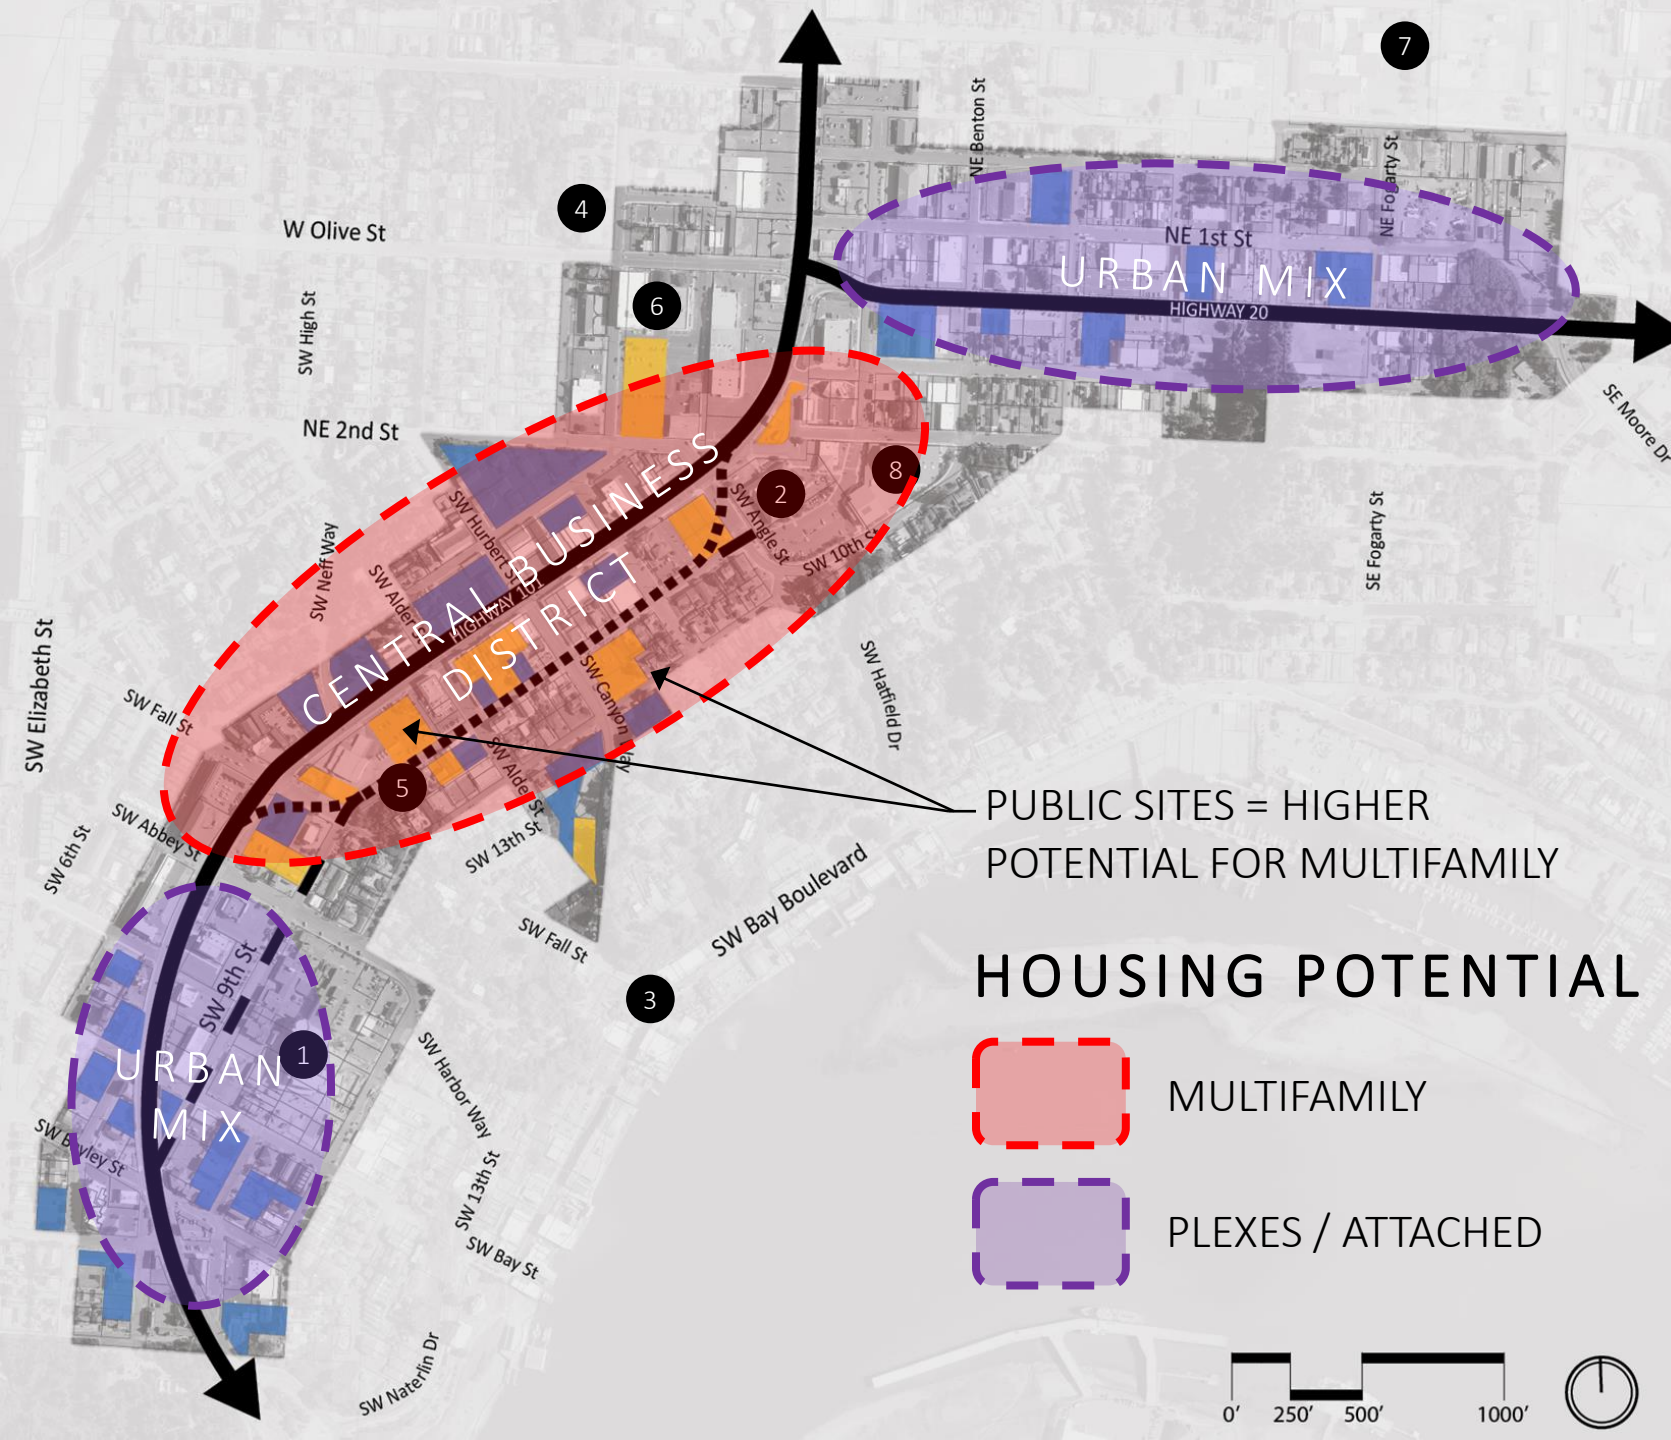 7
NE Benton St
NE Fogarty St
4
W Olive St
NE 1st St
URBAN MIX
HIGHWAY 20
6
SW High St
SE Moore Dr
NE 2nd St
8
2
SW Angle St
SW 10th St
SW Hurbert St
CENTRAL BUSINESS
DISTRICT
HIGHWAY 101
SW Neff Way
SW Alder
SE Fogarty St
SW Elizabeth St
SW Fall St
SW Canyon Way
SW Hatfield Dr
SW Alder St
5
SW Abbey St
SW 6th St
SW 13th St
PUBLIC SITES = HIGHER
POTENTIAL FOR MULTIFAMILY
SW Bay Boulevard
SW Fall St
3
SW 9th St
1
URBAN
MIX
SW Bayley St
SW Harbor Way
SW 13th St
SW Bay St
SW Naterlin Dr
HOUSING POTENTIAL
MULTIFAMILY
PLEXES / ATTACHED
0' 250' 500' 1000'